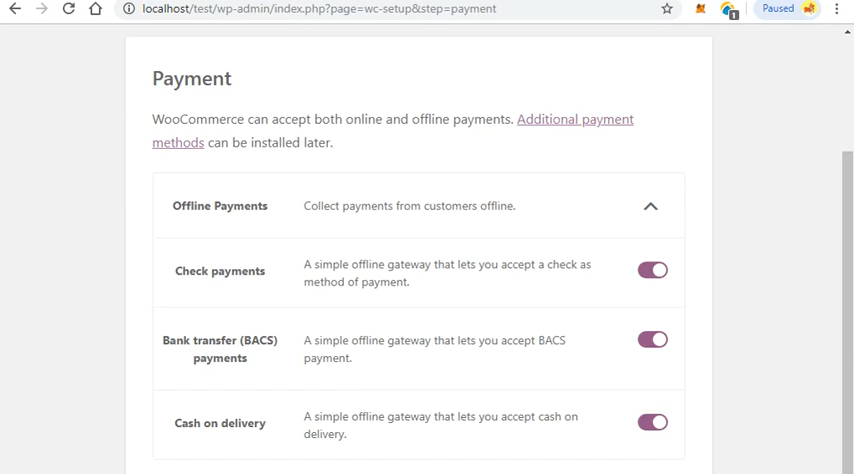 localhost/test/wp-admin/index.php?page=wc-setup&step=payment
1
Paused
Payment
WooCommerce can accept both online and offline payments. Additional payment
methods can be installed later.
Offline Payments
Collect payments from customers offline.
Check payments
A simple offline gateway that lets you accept a check as
method of payment.
Bank transfer (BACS)
payments
A simple offline gateway that lets you accept BACS
payment.
Cash on delivery
A simple offline gateway that lets you accept cash on
delivery.